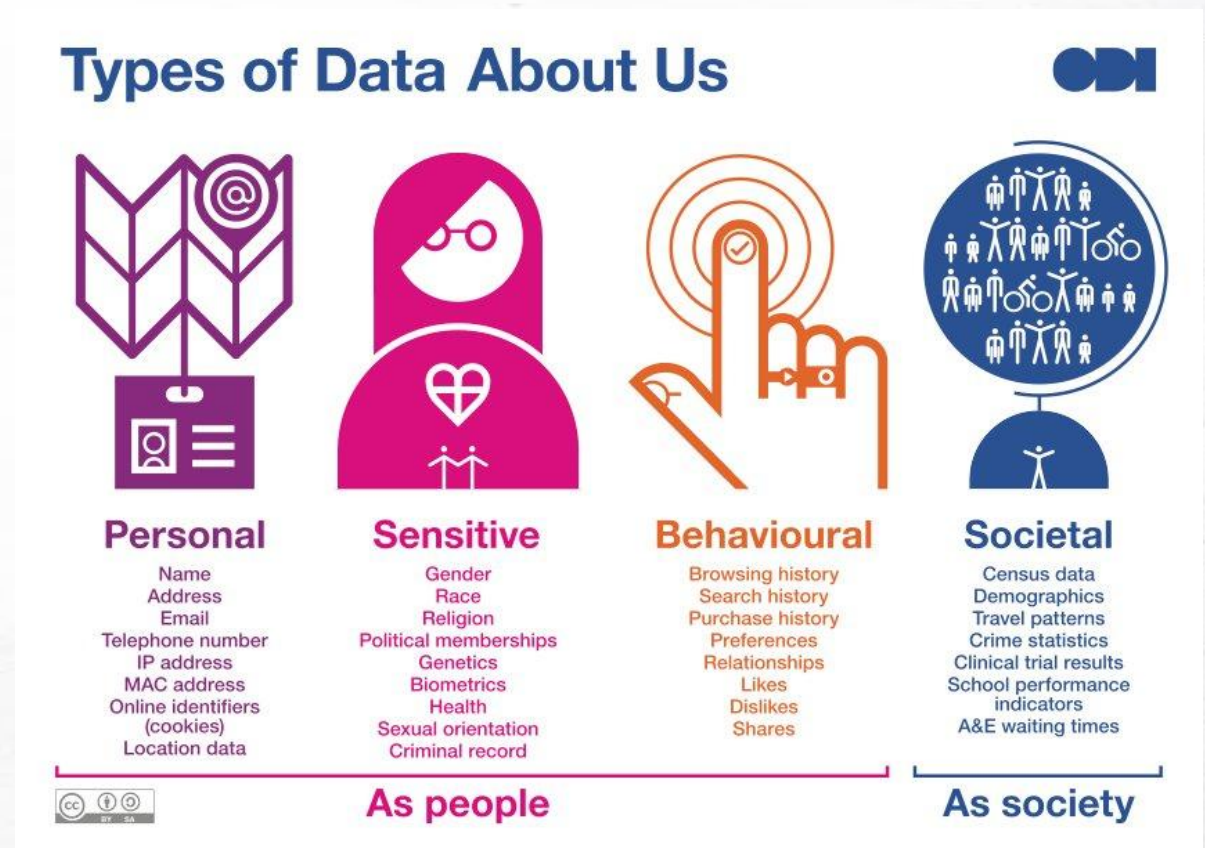 Types of Data About Us
ODI
@
Personal
Name
Address
Email
Telephone number
IP address
MAC address
Online identifiers
(cookies)
Location data
Sensitive
Gender
Race
Religion
Political memberships
Genetics
Biometrics
Health
Sexual orientation
Criminal record
Behavioural
Browsing history
Search history
Purchase history
Preferences
Relationships
Likes
Dislikes
Shares
Societal
Census data
Demographics
Travel patterns
Crime statistics
Clinical trial results
School performance
indicators
A&E waiting times
As people
As society
cc
BY SA